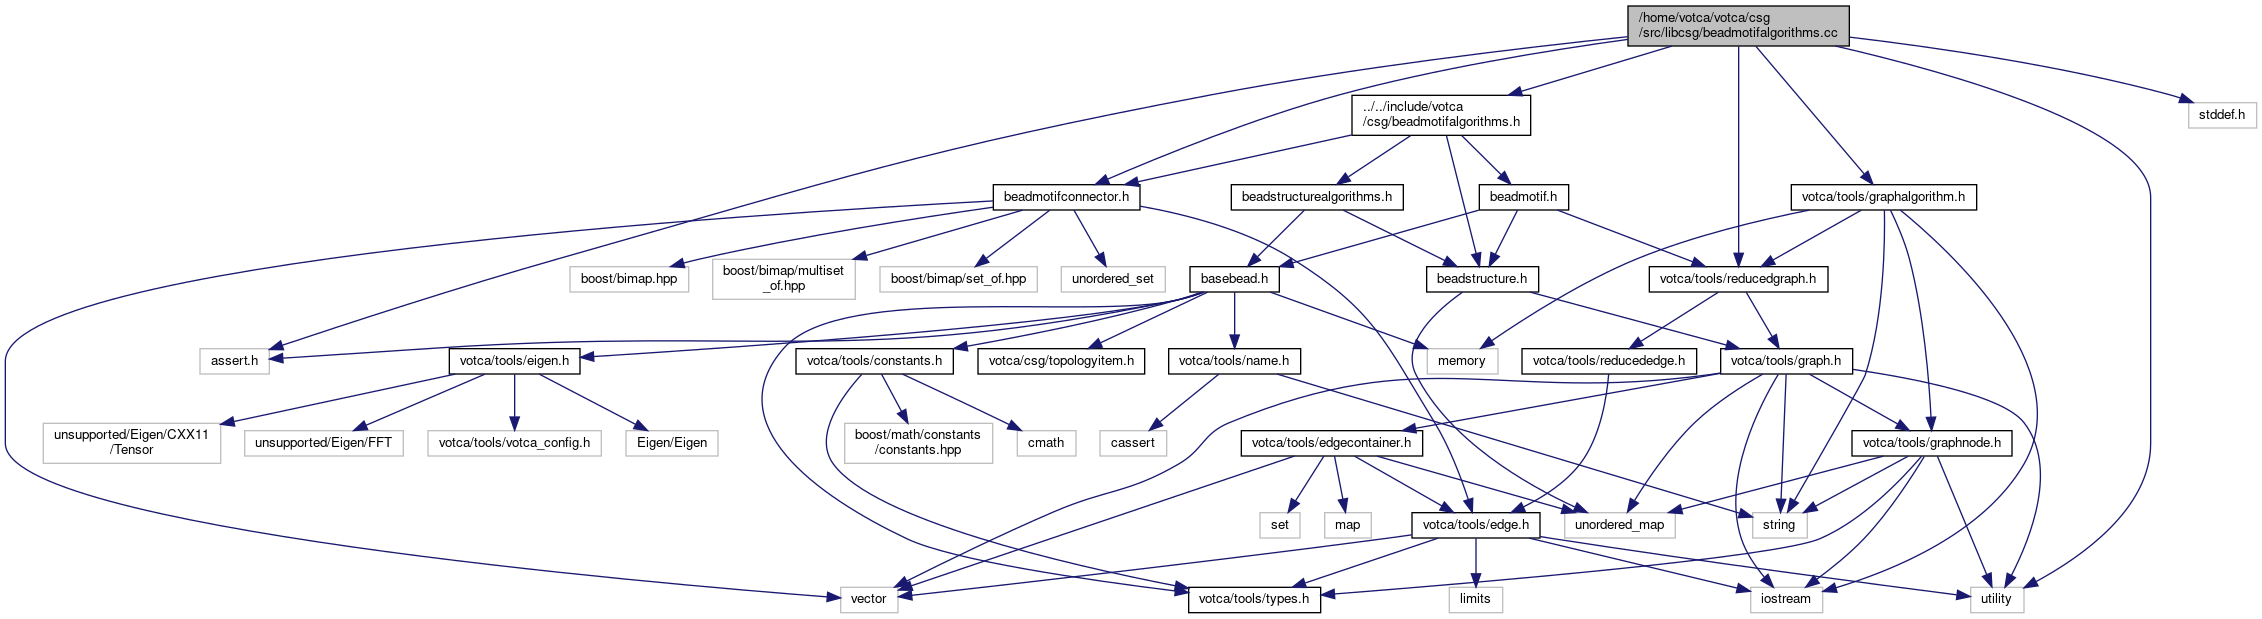 /home/votca/votca/csg
/src/libcsg/beadmotifalgorithms.cc
../../include/votca
/csg/beadmotifalgorithms.h
stddef.h
beadmotifconnector.h
beadstructurealgorithms.h
beadmotif.h
votca/tools/graphalgorithm.h
boost/bimap.hpp
boost/bimap/multiset
_of.hpp
boost/bimap/set_of.hpp
unordered_set
basebead.h
beadstructure.h
votca/tools/reducedgraph.h
assert.h
votca/tools/eigen.h
votca/tools/constants.h
votca/csg/topologyitem.h
votca/tools/name.h
memory
votca/tools/reducededge.h
votca/tools/graph.h
unsupported/Eigen/CXX11
/Tensor
unsupported/Eigen/FFT
votca/tools/votca_config.h
Eigen/Eigen
boost/math/constants
/constants.hpp
cmath
cassert
votca/tools/edgecontainer.h
votca/tools/graphnode.h
set
map
votca/tools/edge.h
unordered_map
string
vector
votca/tools/types.h
limits
iostream
utility